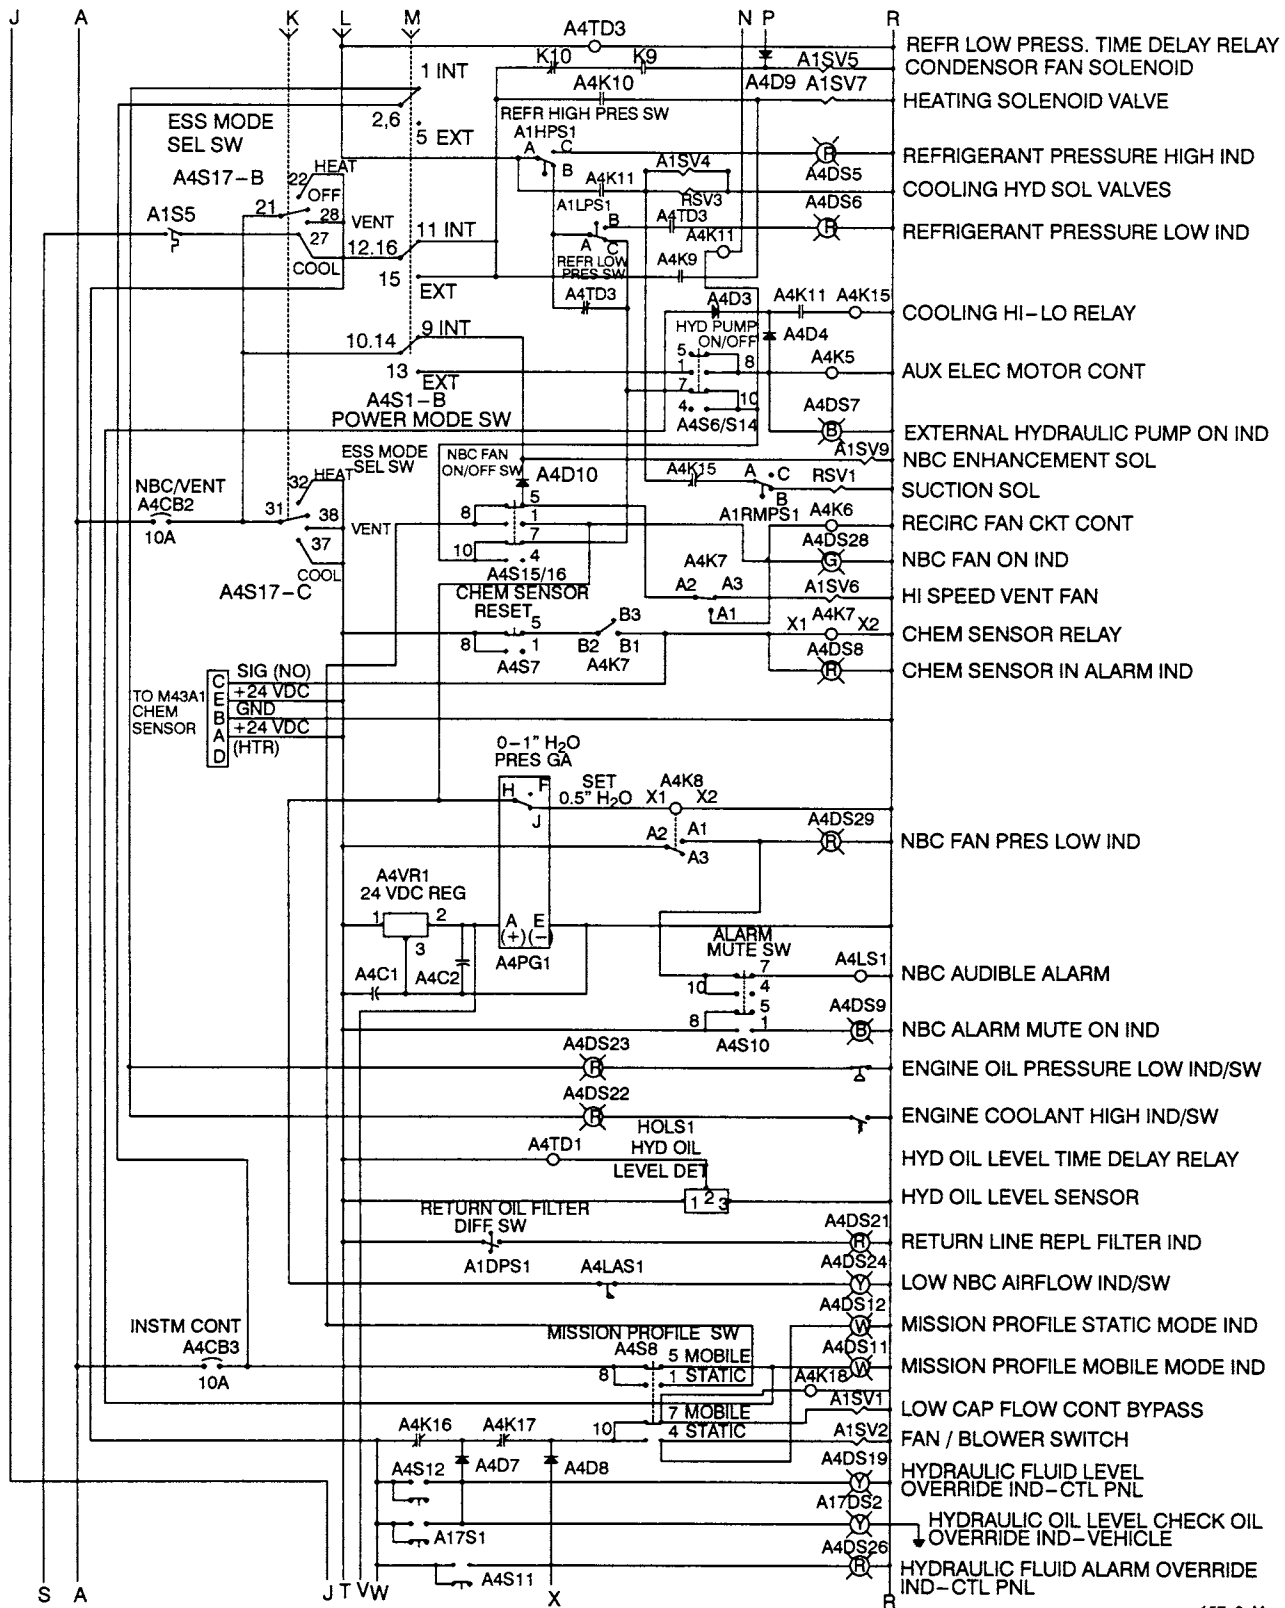 J A K L M N P R
A4TD3
REFR LOW PRESS. TIME DELAY RELAY
K10 K9 A1SV5
CONDENSOR FAN SOLENOID
1 INT
A4K10 A4D9 A1SV7
HEATING SOLENOID VALVE
2,6
REFR HIGH PRES SW
ESS MODE
SEL SW
5 EXT
A1HPS1
A C
B
R
REFRIGERANT PRESSURE HIGH IND
A4DS5
A1SV4
HEAT
A4S17-B
22
OFF
A4K11
RSV3
COOLING HYD SOL VALVES
A4DS6
A1S5
21
28
VENT
A1LPS1
B
A4TD3
R
REFRIGERANT PRESSURE LOW IND
27
12.16
11 INT
A C
A4K11
COOL
REFR LOW
PRES SW
A4K9
15
EXT
A4TD3
A4D3 A4K11 A4K15
COOLING HI-LO RELAY
10.14
9 INT
HYD PUMP
ON/OFF
A4D4
5
1
8
A4K5
AUX ELEC MOTOR CONT
13
EXT
7
10
4
A4S1-B
POWER MODE SW
A4S6/S14
A4DS7
B
EXTERNAL HYDRAULIC PUMP ON IND
ESS MODE
SEL SW
NBC FAN
ON/OFF SW
A4D10
A1SV9
NBC ENHANCEMENT SOL
32
HEAT
A4K15
A C
B
RSV1
SUCTION SOL
NBC/VENT
A4CB2
10A
31
38
VENT
5
8
1
7
10
4
A1RMPS1
A4K6
RECIRC FAN CKT CONT
A4DS28
37
COOL
A4K7
G
NBC FAN ON IND
A4S17-C
A4S15/16
CHEM SENSOR
RESET
A2 A3
A1
A1SV6
HI SPEED VENT FAN
5
8
1
A4S7
B3
B2 B1
A4K7
X1 A4K7 X2
CHEM SENSOR RELAY
A4DS8
R
CHEM SENSOR IN ALARM IND
TO M43A1
CHEM
SENSOR
C SIG (NO)
E +24 VDC
B GND
A +24 VDC
D (HTR)
0-1" H2O
PRES GA
H F
J
SET
0.5" H2O
A4K8
X1 X2
A4DS29
A2 A1
A3
R
NBC FAN PRES LOW IND
A4VR1
24 VDC REG
1 2
3
A E
(+) (-)
A4PG1
A4C1 A4C2
ALARM
MUTE SW
7
10
4
5
8
1
A4S10
A4LS1
NBC AUDIBLE ALARM
A4DS9
B
NBC ALARM MUTE ON IND
A4DS23
R
ENGINE OIL PRESSURE LOW IND/SW
A4DS22
R
ENGINE COOLANT HIGH IND/SW
HOLS1
A4TD1
HYD OIL
LEVEL DET
HYD OIL LEVEL TIME DELAY RELAY
1 2 3
HYD OIL LEVEL SENSOR
RETURN OIL FILTER
DIFF SW
A1DPS1
A4DS21
R
RETURN LINE REPL FILTER IND
A4LAS1
A4DS24
Y
LOW NBC AIRFLOW IND/SW
A4DS12
W
MISSION PROFILE STATIC MODE IND
INSTM CONT
A4CB3
10A
MISSION PROFILE SW
A4S8
5 MOBILE
8
1 STATIC
A4DS11
W
MISSION PROFILE MOBILE MODE IND
A4K18
7 MOBILE
10
4 STATIC
A1SV1
LOW CAP FLOW CONT BYPASS
A4K16 A4K17
A1SV2
FAN / BLOWER SWITCH
A4S12 A4D7 A4D8
A4DS19
Y
HYDRAULIC FLUID LEVEL
OVERRIDE IND-CTL PNL
A17S1
A17DS2
Y
HYDRAULIC OIL LEVEL CHECK OIL
OVERRIDE IND-VEHICLE
A4S11
A4DS26
R
HYDRAULIC FLUID ALARM OVERRIDE
IND-CTL PNL
S A J T V W X R